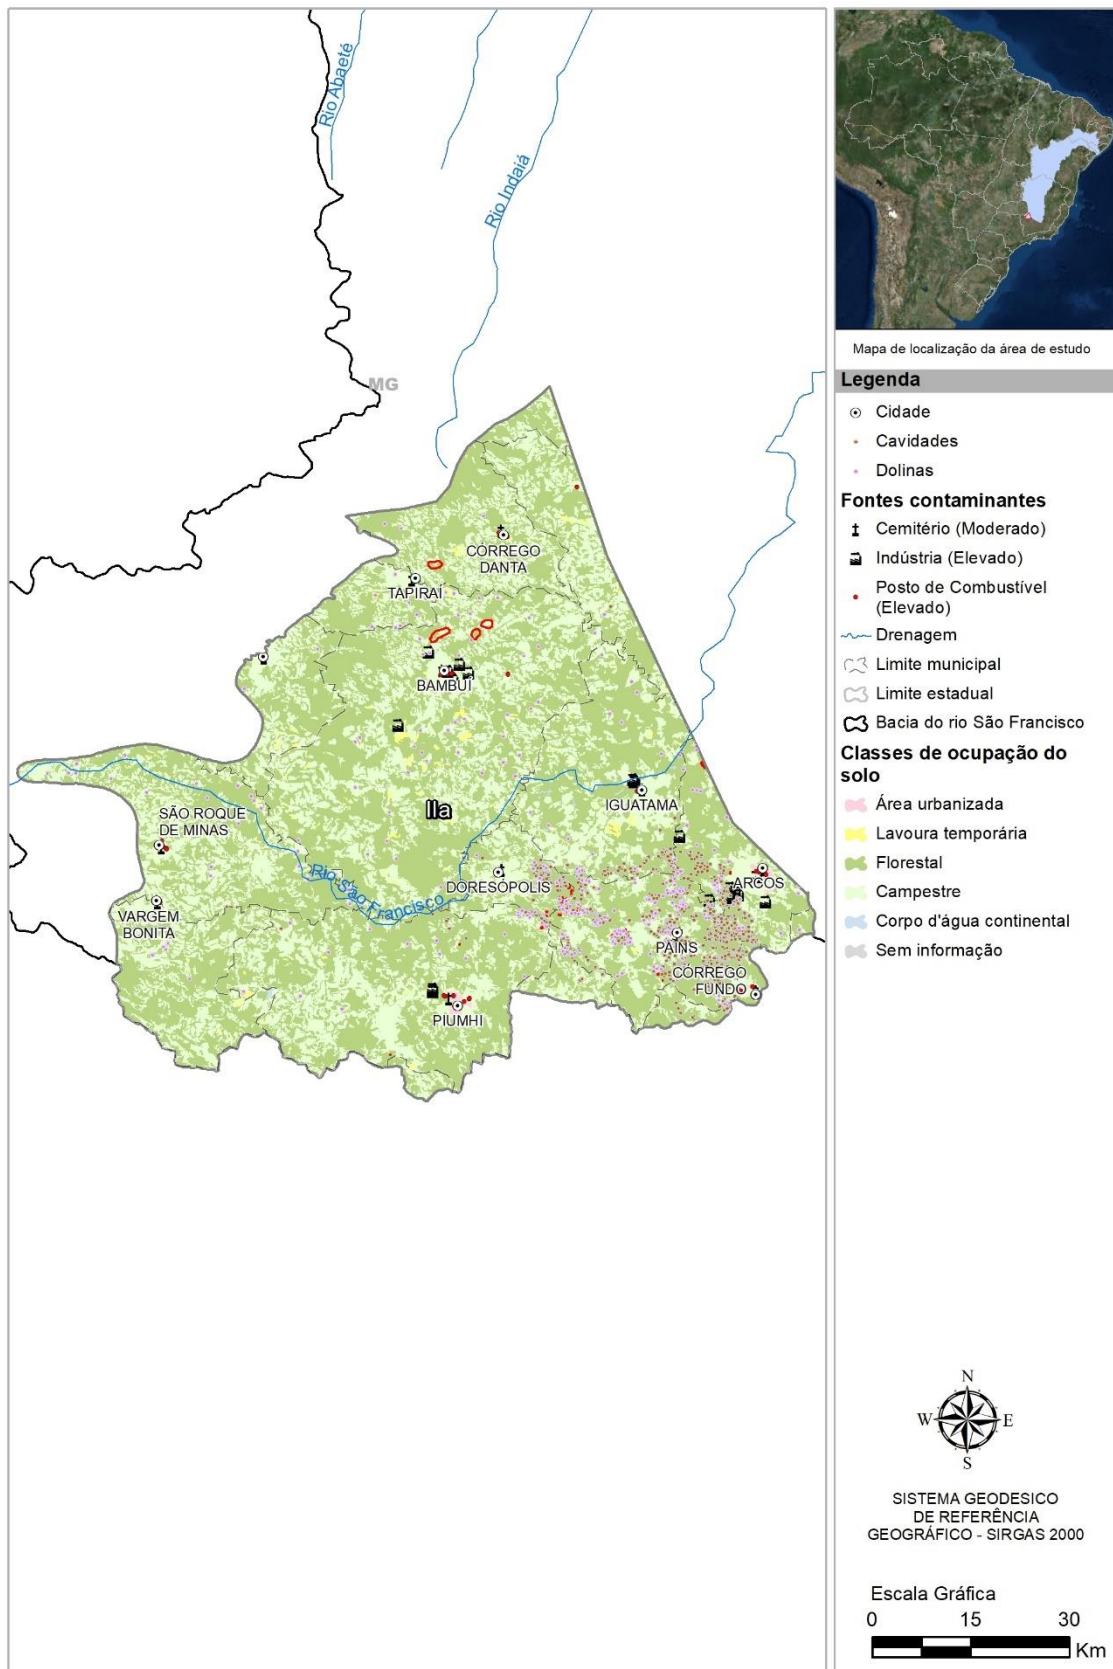 Rio Abaeté
Rio Indaiá
MG
CÓRREGO
DANTA
TAPIRAÍ
BAMBUÍ
IGUATAMA
SÃO ROQUE
DE MINAS
IIa
Rio São Francisco
DORESÓPOLIS
ARCOS
VARGEM
BONITA
PAINS
CÓRREGO
FUNDO
PIUMHI
Mapa de localização da área de estudo
Legenda
Cidade
Cavidades
Dolinas
Fontes contaminantes
Cemitério (Moderado)
Indústria (Elevado)
Posto de Combustível
(Elevado)
Drenagem
Limite municipal
Limite estadual
Bacia do rio São Francisco
Classes de ocupação do
solo
Área urbanizada
Lavoura temporária
Florestal
Campestre
Corpo d'água continental
Sem informação
N
W E
S
SISTEMA GEODESICO
DE REFERÊNCIA
GEOGRÁFICO - SIRGAS 2000
Escala Gráfica
0 15 30
Km